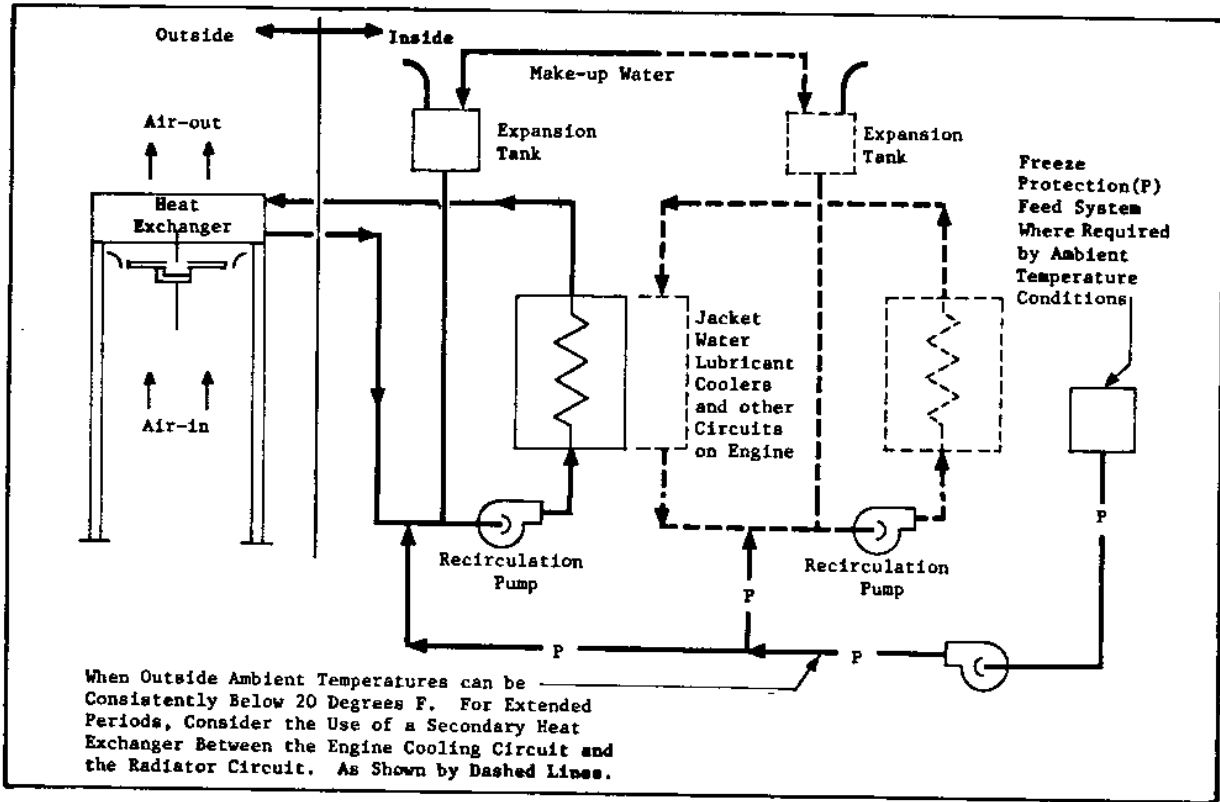 Outside
Inside
Make-up Water
Air-out
Expansion
Tank
Expansion
Tank
Freeze
Protection(P)
Feed System
Where Required
by Ambient
Temperature
Conditions
Heat
Exchanger
Jacket
Water
Lubricant
Coolers
and other
Circuits
on Engine
Air-in
P
Recirculation
Pump
Recirculation
Pump
P
P
P
When Outside Ambient Temperatures can be
Consistently Below 20 Degrees F. For Extended
Periods, Consider the Use of a Secondary Heat
Exchanger Between the Engine Cooling Circuit and
the Radiator Circuit. As Shown by Dashed Lines.